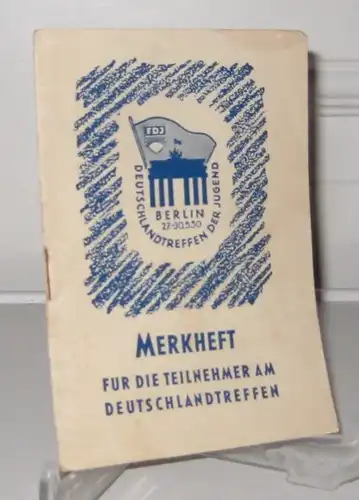 FDJ
DEUTSCHLANDTREFFEN DER JUGEND
BERLIN
27.-30.5.50
MERKHEFT
FÜR DIE TEILNEHMER AM
DEUTSCHLANDTREFFEN